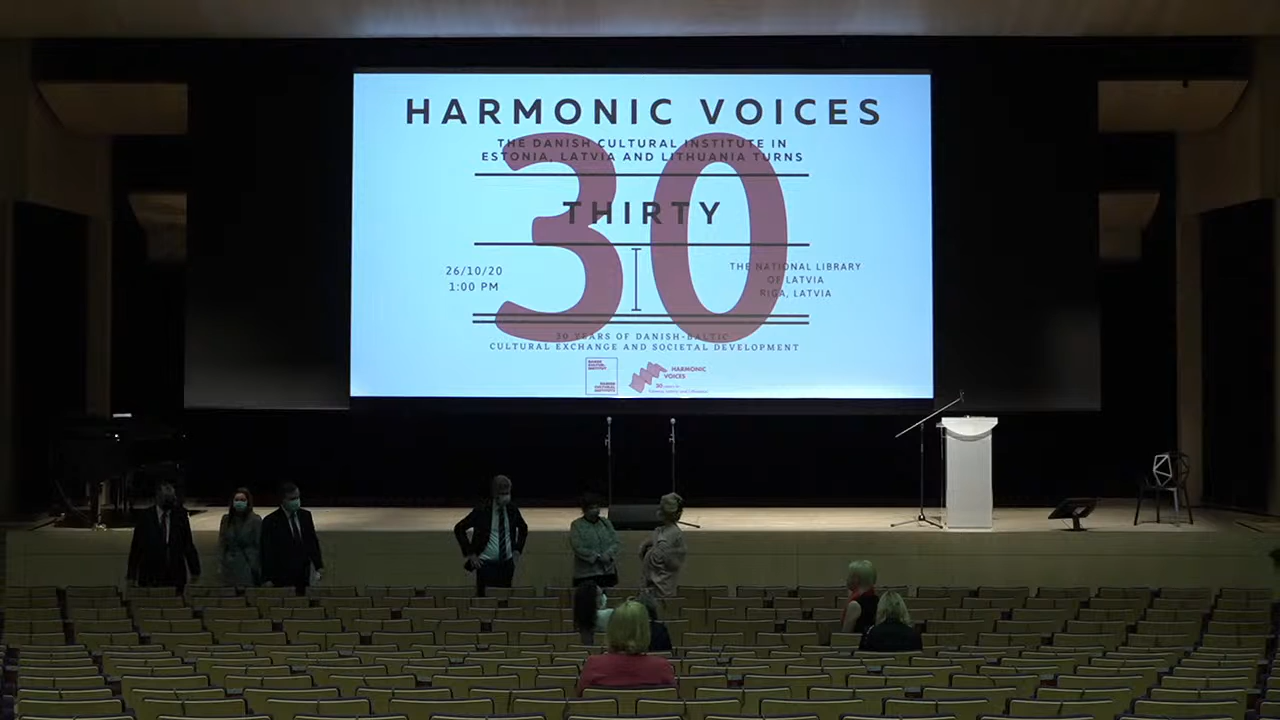 HARMONIC VOICES
THE DANISH CULTURAL INSTITUTE IN
ESTONIA, LATVIA AND LITHUANIA TURNS
30
THIRTY
26/10/20
1:00 PM
THE NATIONAL LIBRARY
OF LATVIA
RIGA, LATVIA
30 YEARS OF DANISH-BALTIC
CULTURAL EXCHANGE AND SOCIETAL DEVELOPMENT
HARMONIC
VOICES